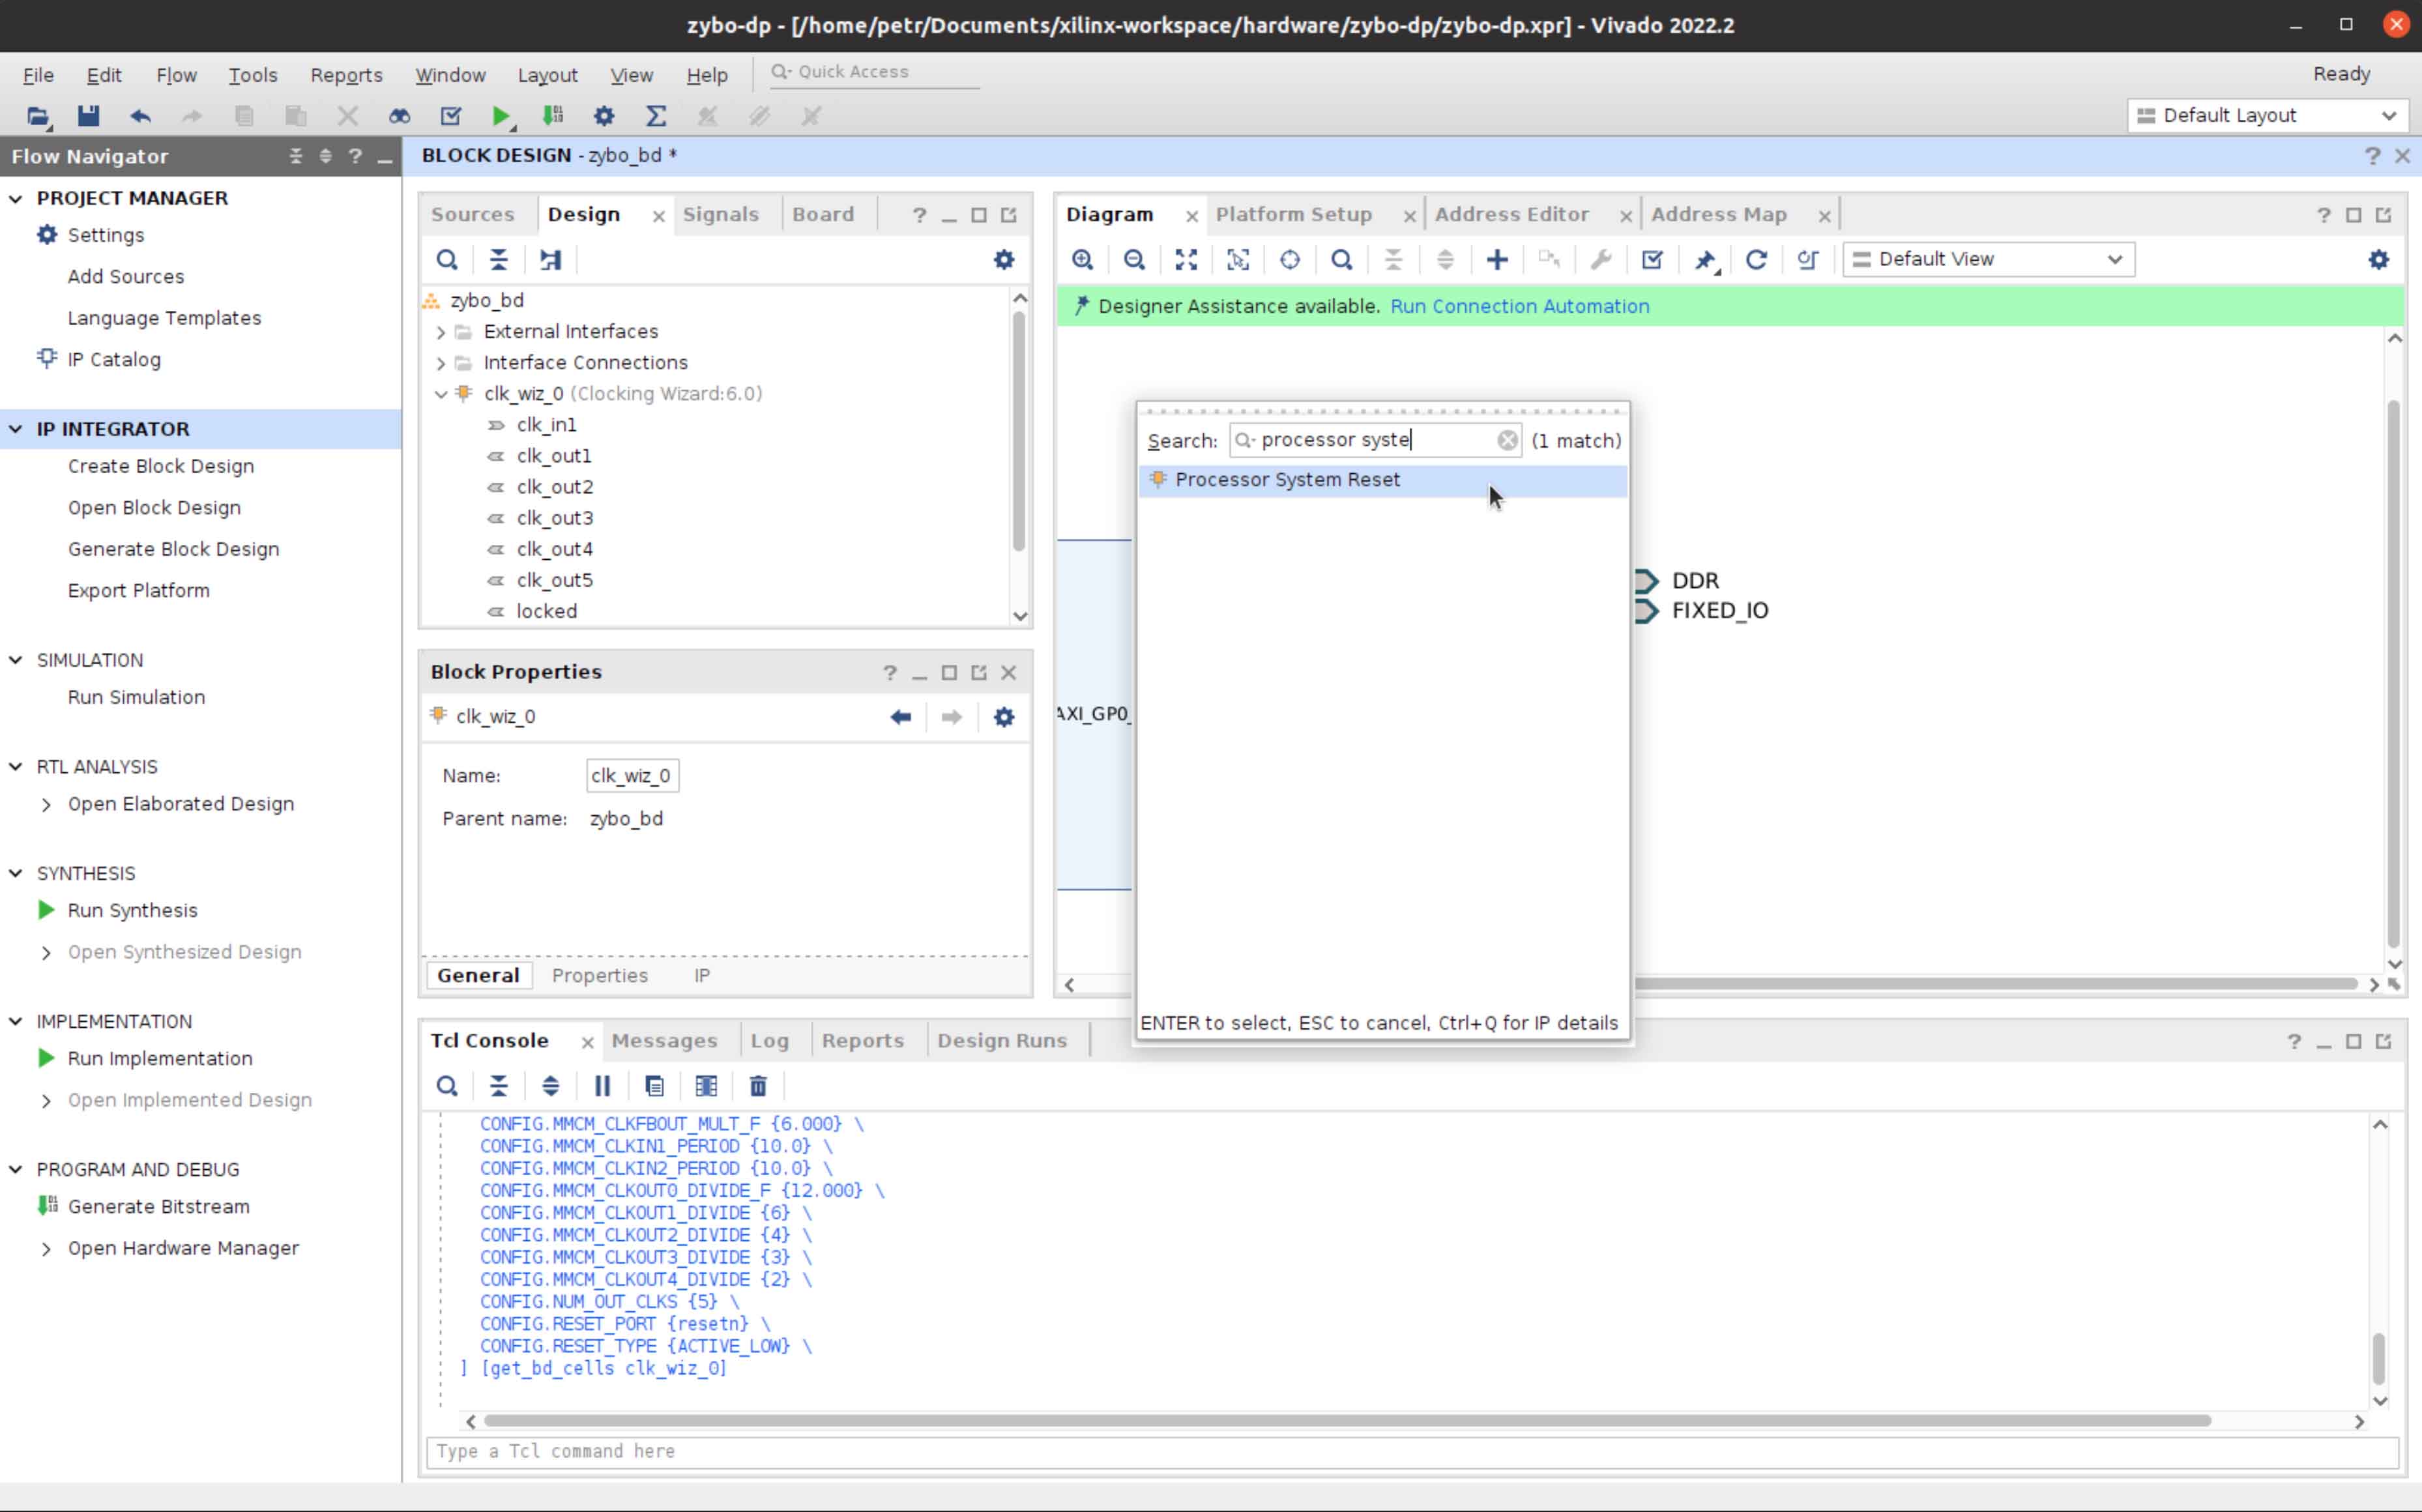 zybo-dp - [/home/petr/Documents/xilinx-workspace/hardware/zybo-dp/zybo-dp.xpr] - Vivado 2022.2
File Edit Flow Tools Reports Window Layout View Help Quick Access Ready
Default Layout
Flow Navigator
PROJECT MANAGER
Settings
Add Sources
Language Templates
IP Catalog
IP INTEGRATOR
Create Block Design
Open Block Design
Generate Block Design
Export Platform
SIMULATION
Run Simulation
RTL ANALYSIS
Open Elaborated Design
SYNTHESIS
Run Synthesis
Open Synthesized Design
IMPLEMENTATION
Run Implementation
Open Implemented Design
PROGRAM AND DEBUG
Generate Bitstream
Open Hardware Manager
BLOCK DESIGN - zybo_bd *
Sources Design Signals Board
zybo_bd
External Interfaces
Interface Connections
clk_wiz_0 (Clocking Wizard:6.0)
clk_in1
clk_out1
clk_out2
clk_out3
clk_out4
clk_out5
locked
Block Properties
clk_wiz_0
Name: clk_wiz_0
Parent name: zybo_bd
General Properties IP
Diagram Platform Setup Address Editor Address Map
Default View
Designer Assistance available. Run Connection Automation
Search: processor syste (1 match)
Processor System Reset
ENTER to select, ESC to cancel, Ctrl+Q for IP details
DDR
FIXED_IO
AXI_GP0_
Tcl Console Messages Log Reports Design Runs
CONFIG.MMCM_CLKFBOUT_MULT_F {6.000} \
CONFIG.MMCM_CLKIN1_PERIOD {10.0} \
CONFIG.MMCM_CLKIN2_PERIOD {10.0} \
CONFIG.MMCM_CLKOUT0_DIVIDE_F {12.000} \
CONFIG.MMCM_CLKOUT1_DIVIDE {6} \
CONFIG.MMCM_CLKOUT2_DIVIDE {4} \
CONFIG.MMCM_CLKOUT3_DIVIDE {3} \
CONFIG.MMCM_CLKOUT4_DIVIDE {2} \
CONFIG.NUM_OUT_CLKS {5} \
CONFIG.RESET_PORT {resetn} \
CONFIG.RESET_TYPE {ACTIVE_LOW} \
] [get_bd_cells clk_wiz_0]
Type a Tcl command here